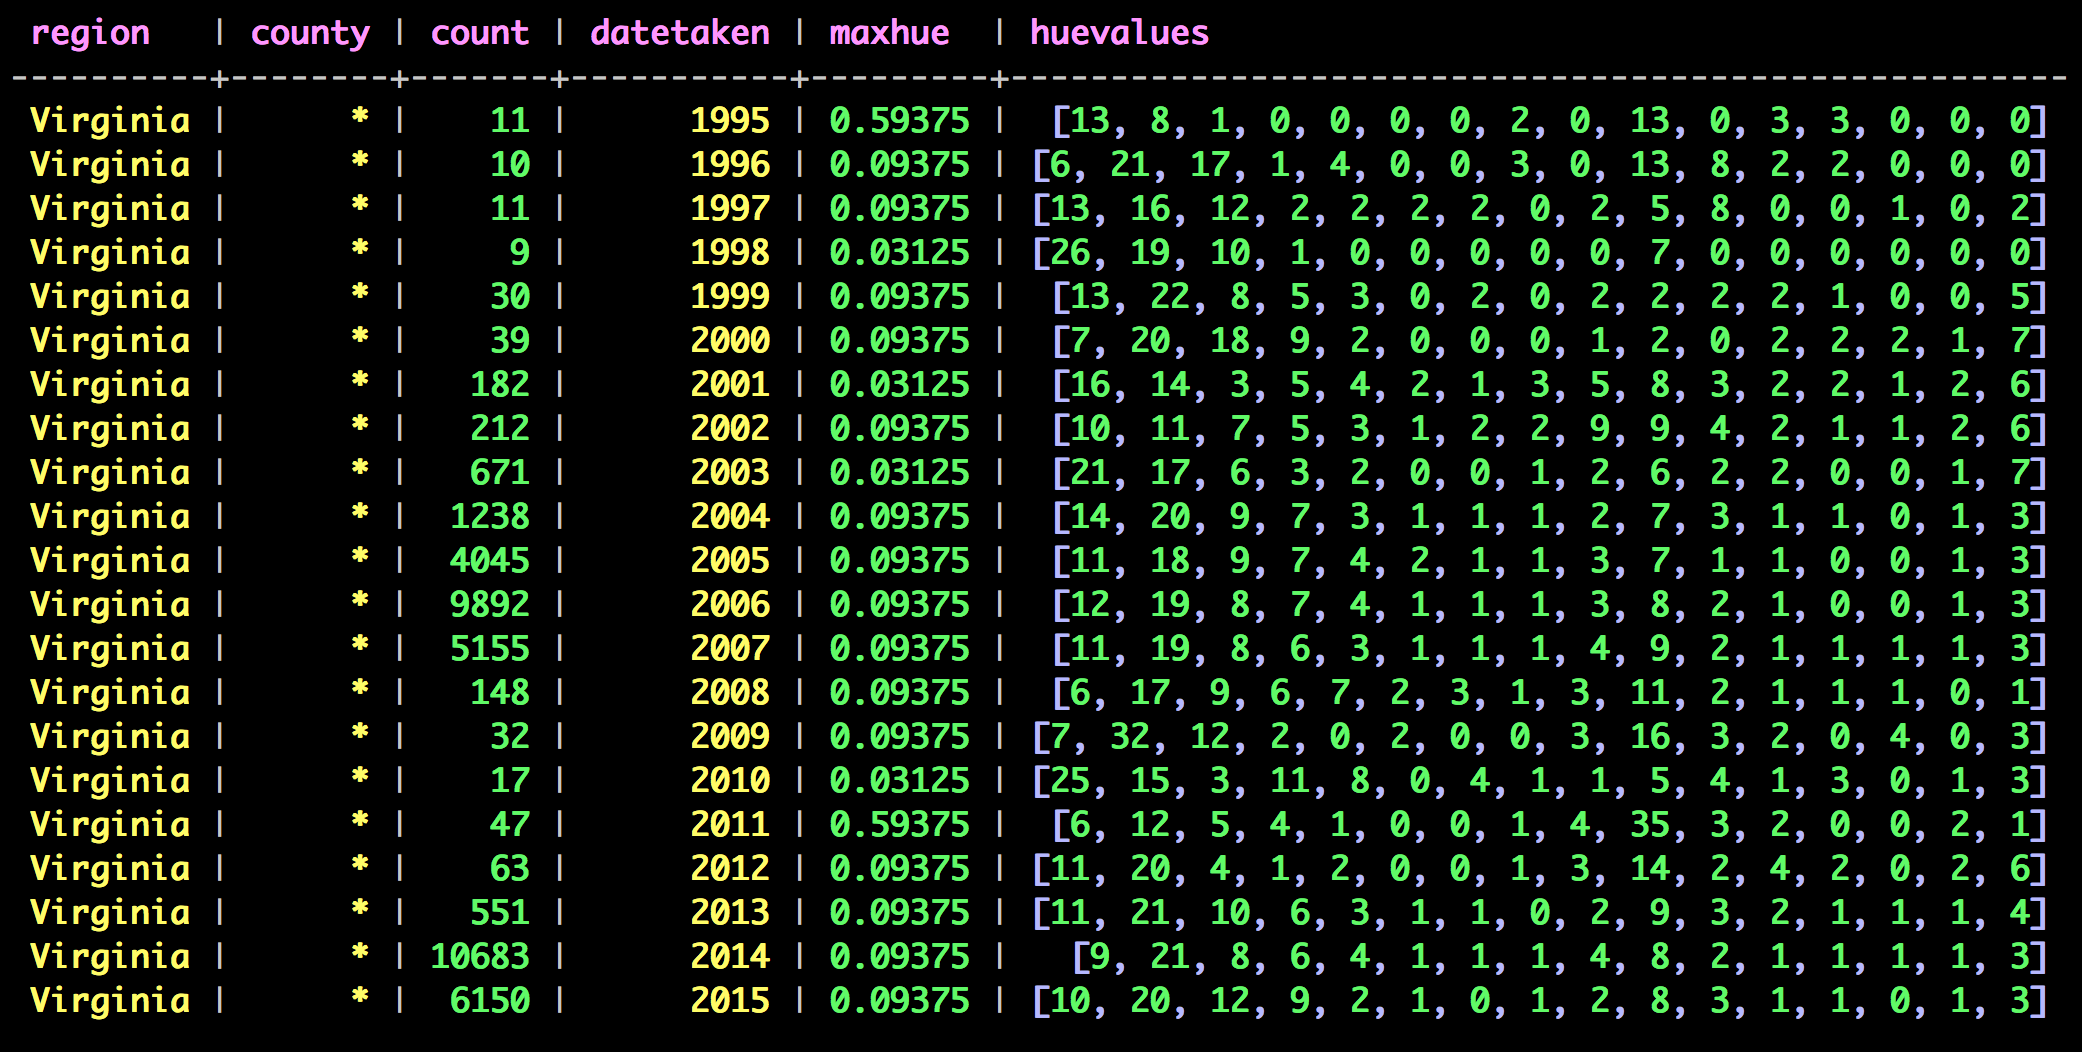 region | county | count | datetaken | maxhue | huevalues
----------+--------+-------+-----------+---------+-----------------------------------------------------
Virginia | * | 11 | 1995 | 0.59375 | [13, 8, 1, 0, 0, 0, 0, 2, 0, 13, 0, 3, 3, 0, 0, 0]
Virginia | * | 10 | 1996 | 0.09375 | [6, 21, 17, 1, 4, 0, 0, 3, 0, 13, 8, 2, 2, 0, 0, 0]
Virginia | * | 11 | 1997 | 0.09375 | [13, 16, 12, 2, 2, 2, 2, 0, 2, 5, 8, 0, 0, 1, 0, 2]
Virginia | * | 9 | 1998 | 0.03125 | [26, 19, 10, 1, 0, 0, 0, 0, 0, 7, 0, 0, 0, 0, 0, 0]
Virginia | * | 30 | 1999 | 0.09375 | [13, 22, 8, 5, 3, 0, 2, 0, 2, 2, 2, 2, 1, 0, 0, 5]
Virginia | * | 39 | 2000 | 0.09375 | [7, 20, 18, 9, 2, 0, 0, 0, 1, 2, 0, 2, 2, 2, 1, 7]
Virginia | * | 182 | 2001 | 0.03125 | [16, 14, 3, 5, 4, 2, 1, 3, 5, 8, 3, 2, 2, 1, 2, 6]
Virginia | * | 212 | 2002 | 0.09375 | [10, 11, 7, 5, 3, 1, 2, 2, 9, 9, 4, 2, 1, 1, 2, 6]
Virginia | * | 671 | 2003 | 0.03125 | [21, 17, 6, 3, 2, 0, 0, 1, 2, 6, 2, 2, 0, 0, 1, 7]
Virginia | * | 1238 | 2004 | 0.09375 | [14, 20, 9, 7, 3, 1, 1, 1, 2, 7, 3, 1, 1, 0, 1, 3]
Virginia | * | 4045 | 2005 | 0.09375 | [11, 18, 9, 7, 4, 2, 1, 1, 3, 7, 1, 1, 0, 0, 1, 3]
Virginia | * | 9892 | 2006 | 0.09375 | [12, 19, 8, 7, 4, 1, 1, 1, 3, 8, 2, 1, 0, 0, 1, 3]
Virginia | * | 5155 | 2007 | 0.09375 | [11, 19, 8, 6, 3, 1, 1, 1, 4, 9, 2, 1, 1, 1, 1, 3]
Virginia | * | 148 | 2008 | 0.09375 | [6, 17, 9, 6, 7, 2, 3, 1, 3, 11, 2, 1, 1, 1, 0, 1]
Virginia | * | 32 | 2009 | 0.09375 | [7, 32, 12, 2, 0, 2, 0, 0, 3, 16, 3, 2, 0, 4, 0, 3]
Virginia | * | 17 | 2010 | 0.03125 | [25, 15, 3, 11, 8, 0, 4, 1, 1, 5, 4, 1, 3, 0, 1, 3]
Virginia | * | 47 | 2011 | 0.59375 | [6, 12, 5, 4, 1, 0, 0, 1, 4, 35, 3, 2, 0, 0, 2, 1]
Virginia | * | 63 | 2012 | 0.09375 | [11, 20, 4, 1, 2, 0, 0, 1, 3, 14, 2, 4, 2, 0, 2, 6]
Virginia | * | 551 | 2013 | 0.09375 | [11, 21, 10, 6, 3, 1, 1, 0, 2, 9, 3, 2, 1, 1, 1, 4]
Virginia | * | 10683 | 2014 | 0.09375 | [9, 21, 8, 6, 4, 1, 1, 1, 4, 8, 2, 1, 1, 1, 1, 3]
Virginia | * | 6150 | 2015 | 0.09375 | [10, 20, 12, 9, 2, 1, 0, 1, 2, 8, 3, 1, 1, 0, 1, 3]